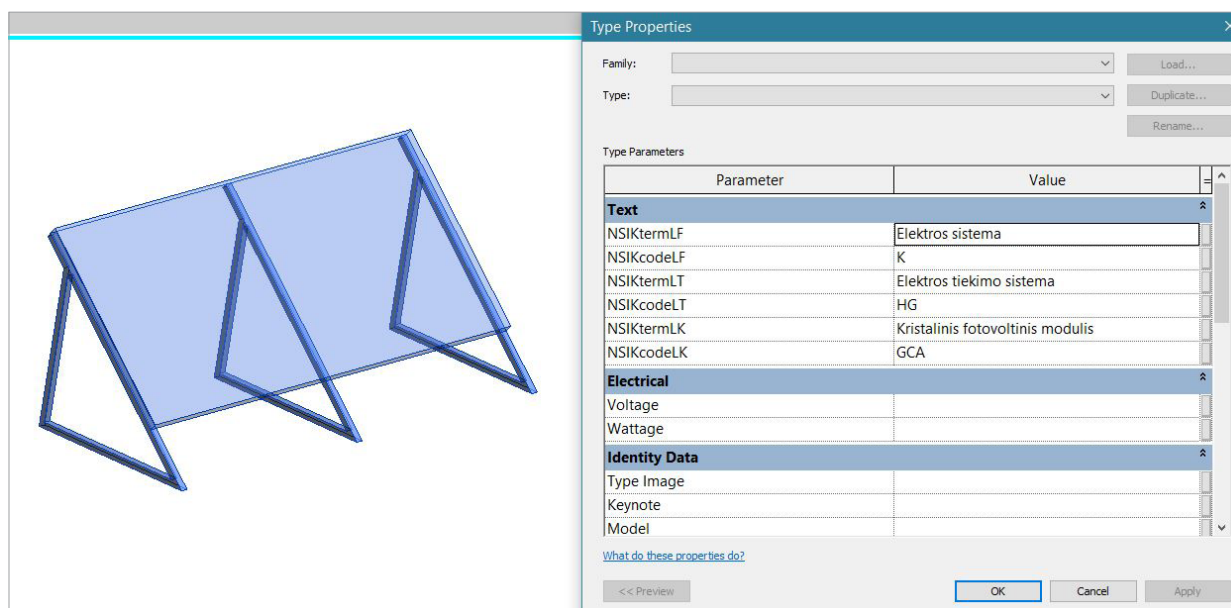 Type Properties
Family:
Load...
Type:
Duplicate...
Rename...
Type Parameters
Parameter Value =
Text
NSIKtermLF Elektros sistema
NSIKcodeLF K
NSIKtermLT Elektros tiekimo sistema
NSIKcodeLT HG
NSIKtermLK Kristalinis fotovoltinis modulis
NSIKcodeLK GCA
Electrical
Voltage
Wattage
Identity Data
Type Image
Keynote
Model
What do these properties do?
<< Preview OK Cancel Apply